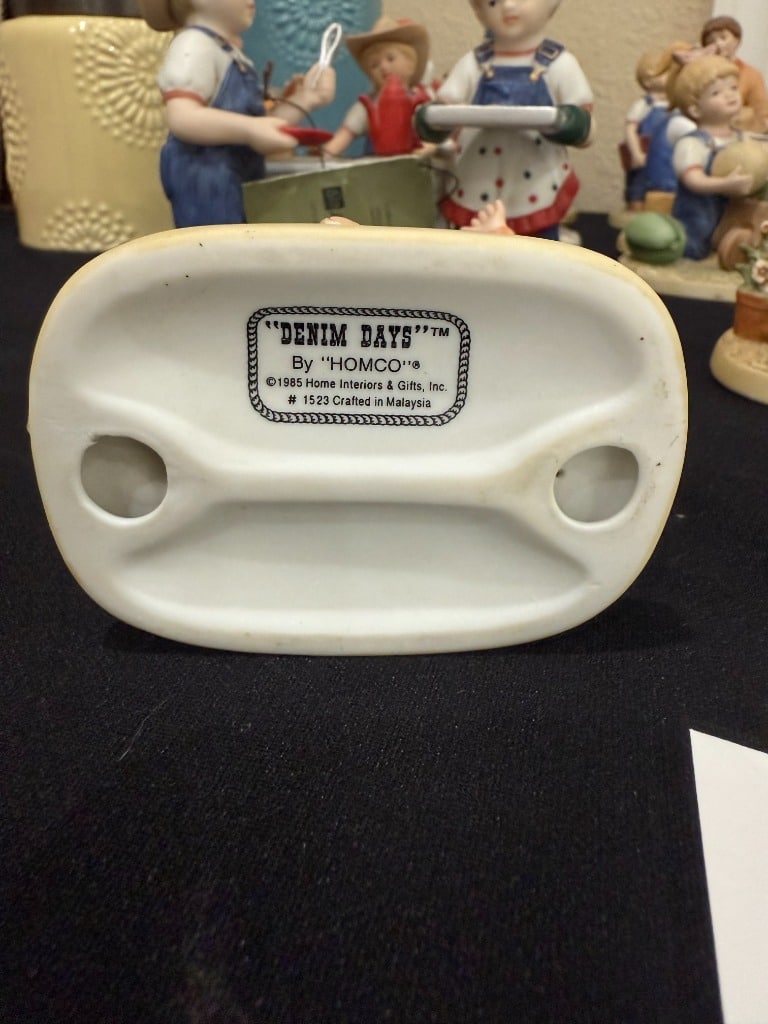 "DENIM DAYS"™
By "HOMCO"®
©1985 Home Interiors & Gifts, Inc.
# 1523 Crafted in Malaysia